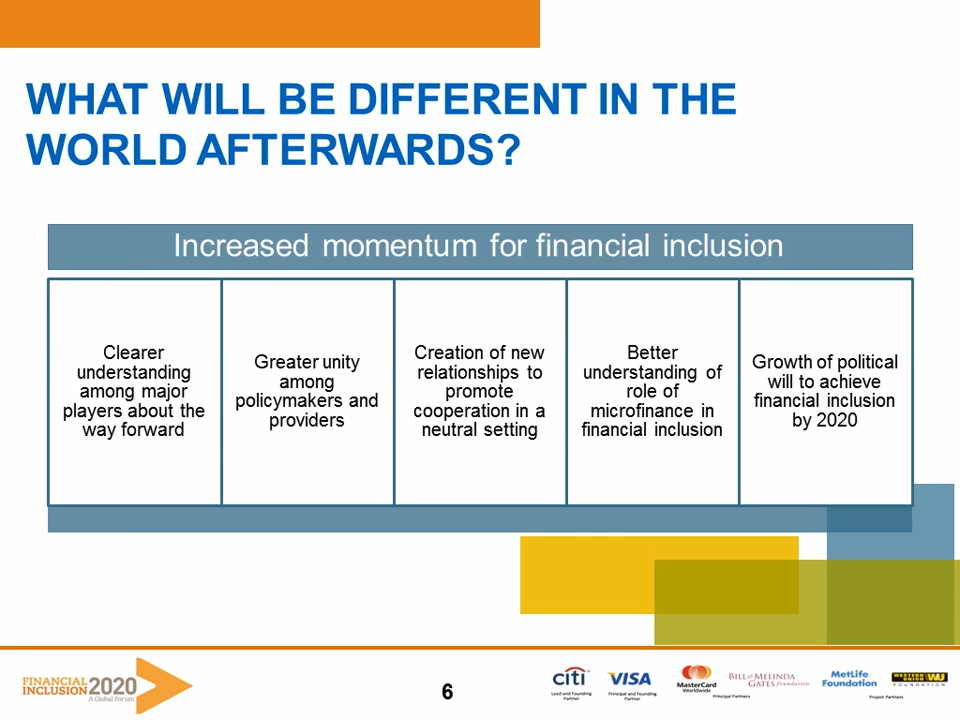 WHAT WILL BE DIFFERENT IN THE
WORLD AFTERWARDS?
Increased momentum for financial inclusion
Clearer
understanding
among major
players about the
way forward
Greater unity
among
policymakers and
providers
Creation of new
relationships to
promote
cooperation in a
neutral setting
Better
understanding of
role of
microfinance in
financial inclusion
Growth of political
will to achieve
financial inclusion
by 2020
FINANCIAL
INCLUSION 2020
A Global Forum
6
citi
Lead and Founding
Partner
VISA
Principal and Founding
Partner
MasterCard
Worldwide
BILL & MELINDA
GATES foundation
Principal Partners
MetLife
Foundation
WESTERN
UNION WU
FOUNDATION
Project Partners